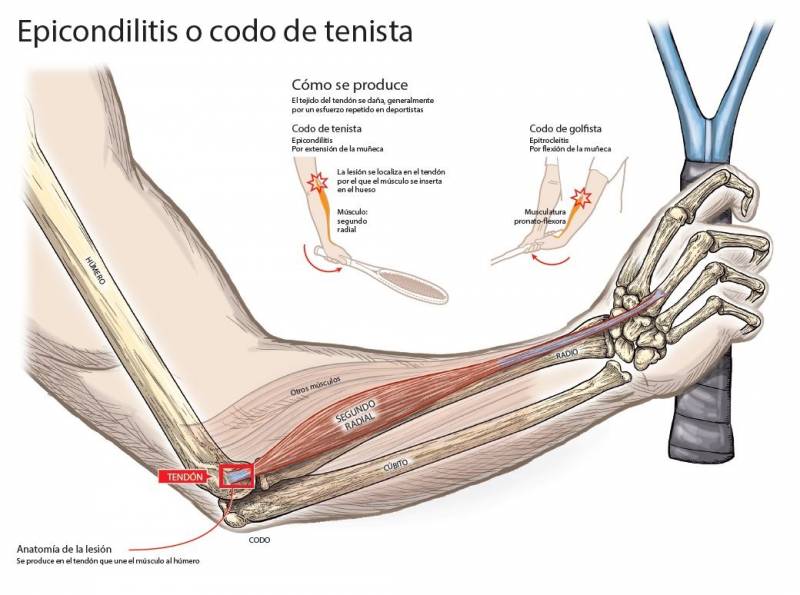 Epicondilitis o codo de tenista
Cómo se produce
El tejido del tendón se daña, generalmente
por un esfuerzo repetido en deportistas
Codo de tenista
Epicondilitis
Por extensión de la muñeca
La lesión se localiza en el tendón
por el que el músculo se inserta
en el hueso
Músculo:
segundo
radial
Codo de golfista
Epitrocleitis
Por flexión de la muñeca
Musculatura
pronato-flexora
HÚMERO
Otros músculos
SEGUNDO
RADIAL
RADIO
CÚBITO
TENDÓN
CODO
Anatomía de la lesión
Se produce en el tendón que une el músculo al húmero